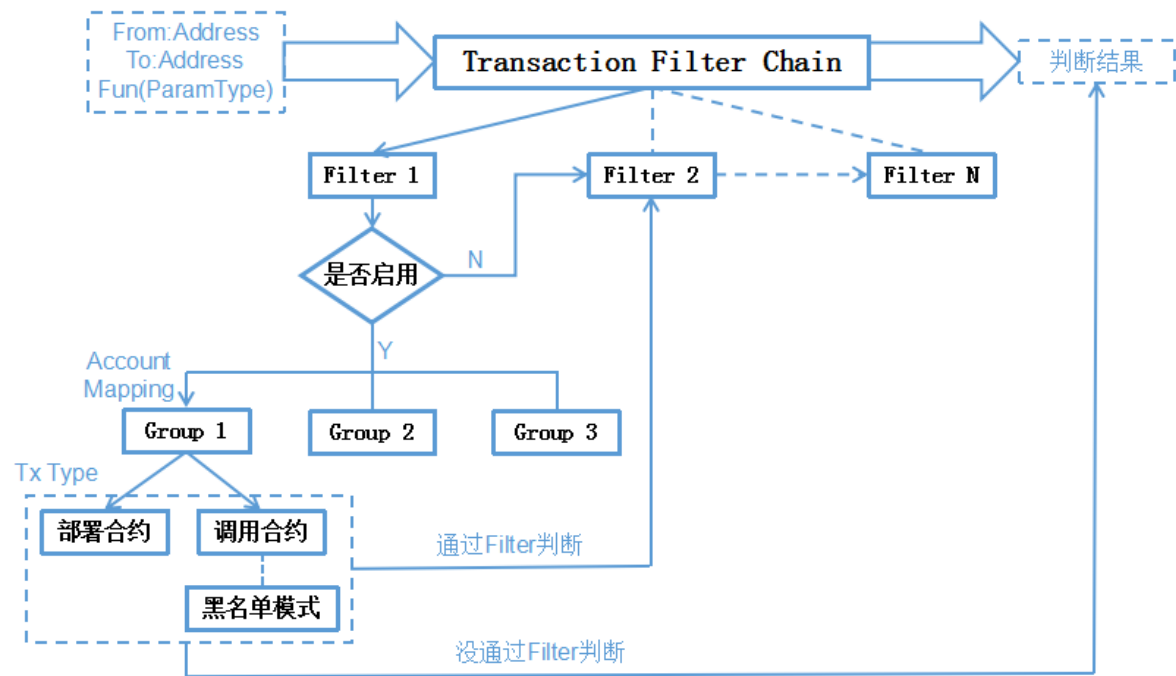 From:Address
To:Address
Fun(ParamType)
Transaction Filter Chain
判断结果
Filter 1
Filter 2
Filter N
是否启用
N
Y
Account
Mapping
Group 1
Group 2
Group 3
Tx Type
部署合约
调用合约
通过Filter判断
黑名单模式
没通过Filter判断